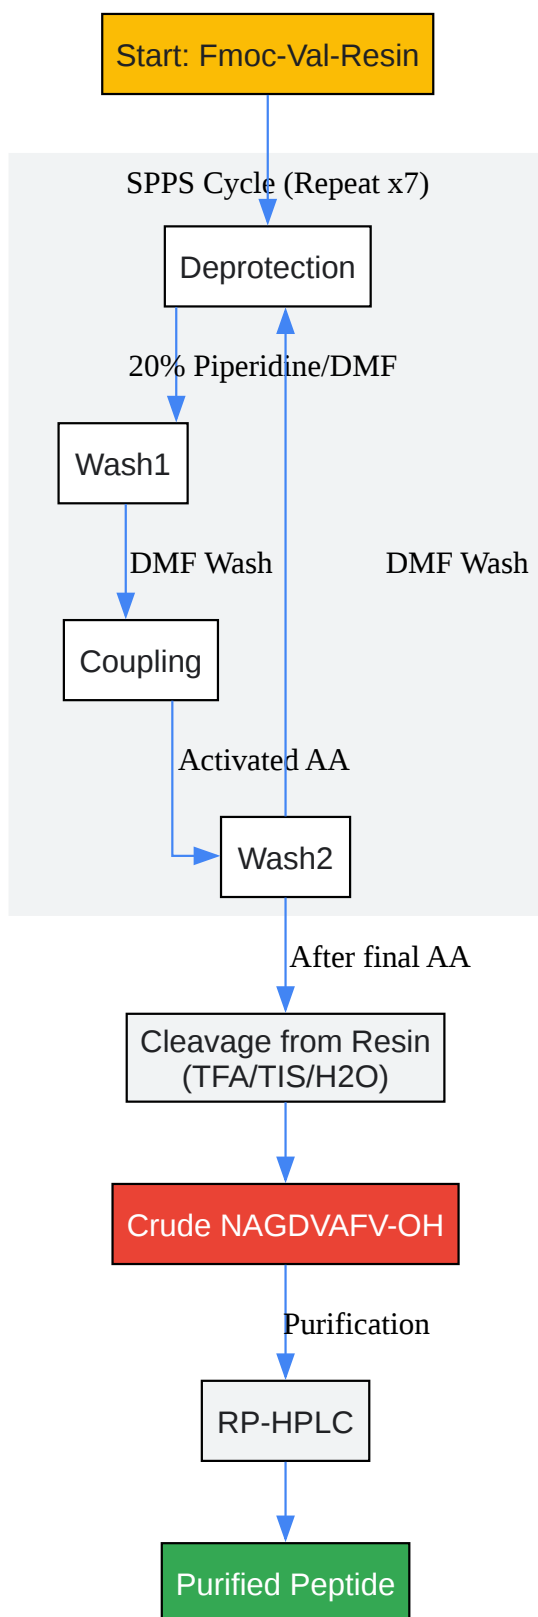 Start: Fmoc-Val-Resin
SPPS Cycle (Repeat x7)
Deprotection
20% Piperidine/DMF
Wash1
DMF Wash
DMF Wash
Coupling
Activated AA
Wash2
After final AA
Cleavage from Resin
(TFA/TIS/H2O)
Crude NAGDVAFV-OH
Purification
RP-HPLC
Purified Peptide